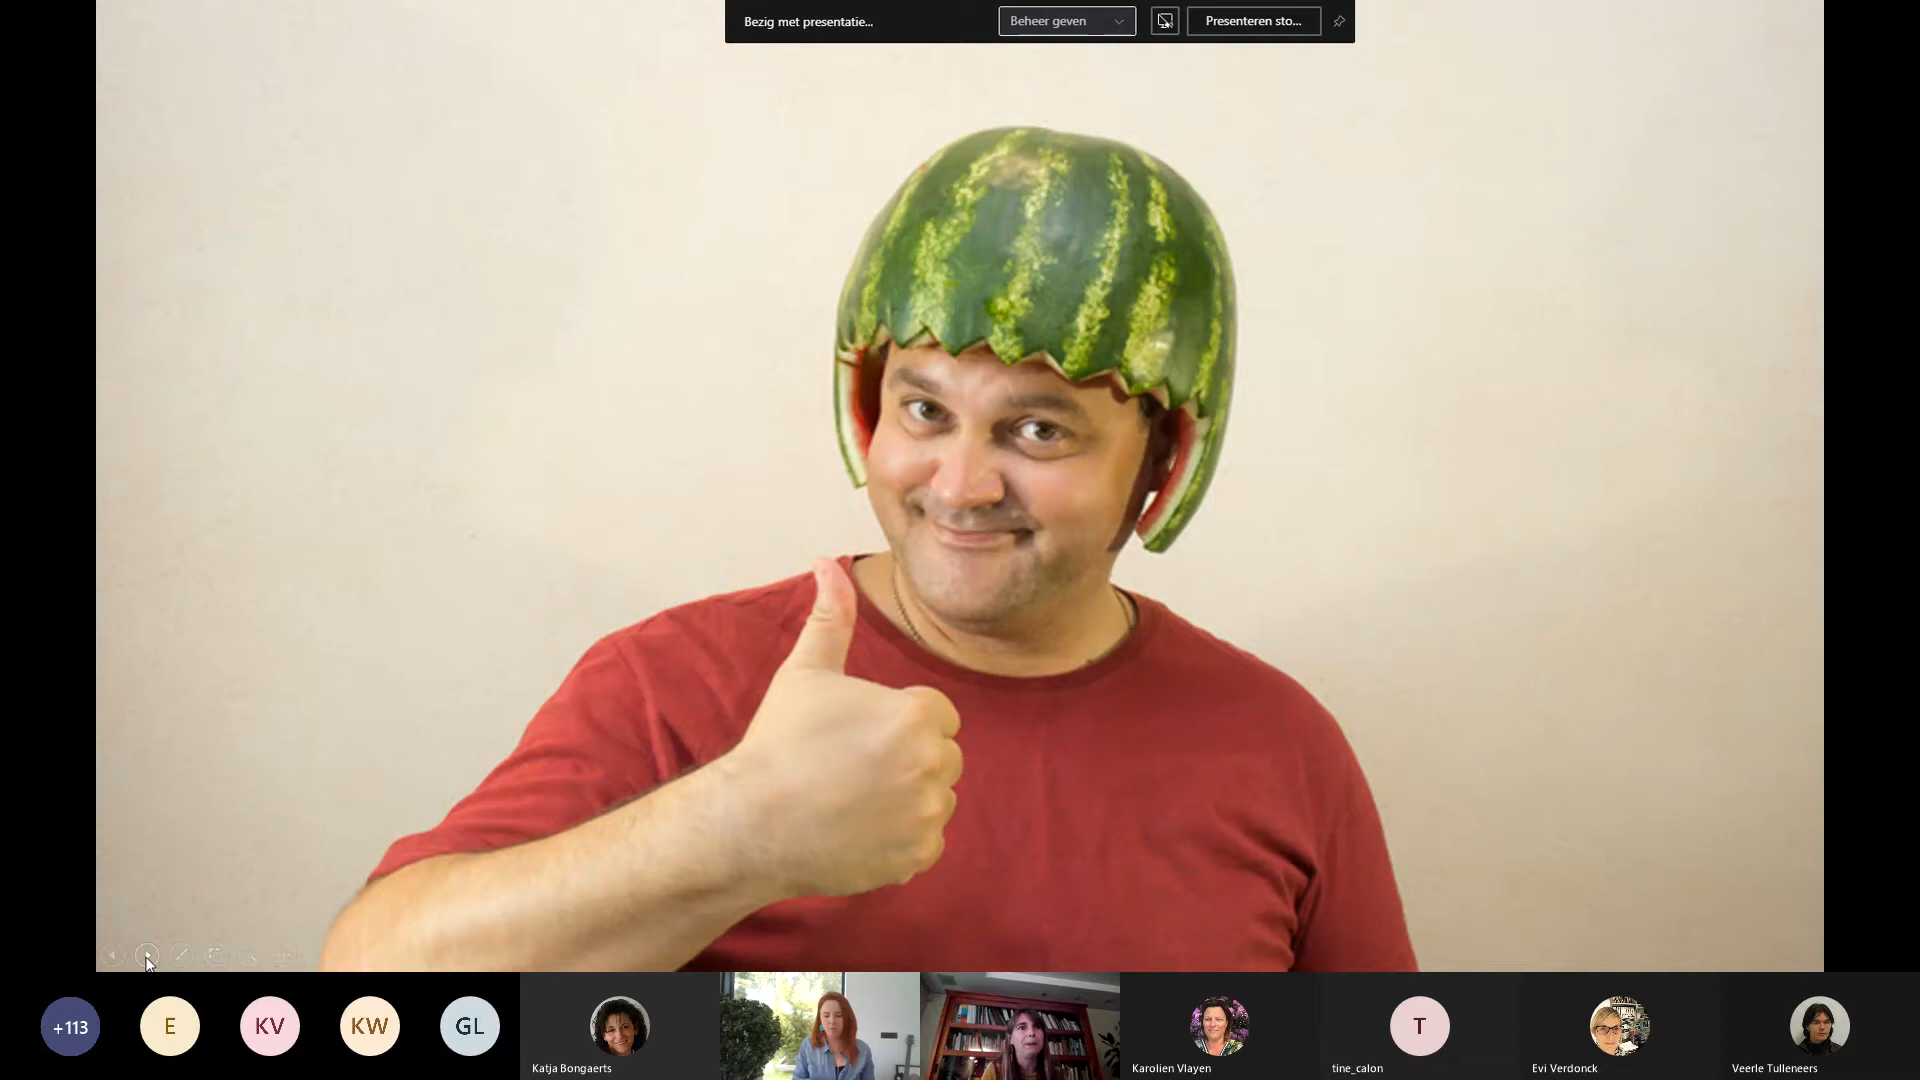 Bezig met presentatie...
Beheer geven
Presenteren sto...
+113
E
KV
KW
GL
T
Katja Bongaerts
Karolien Vlayen
tine_calon
Evi Verdonck
Veerle Tulleneers